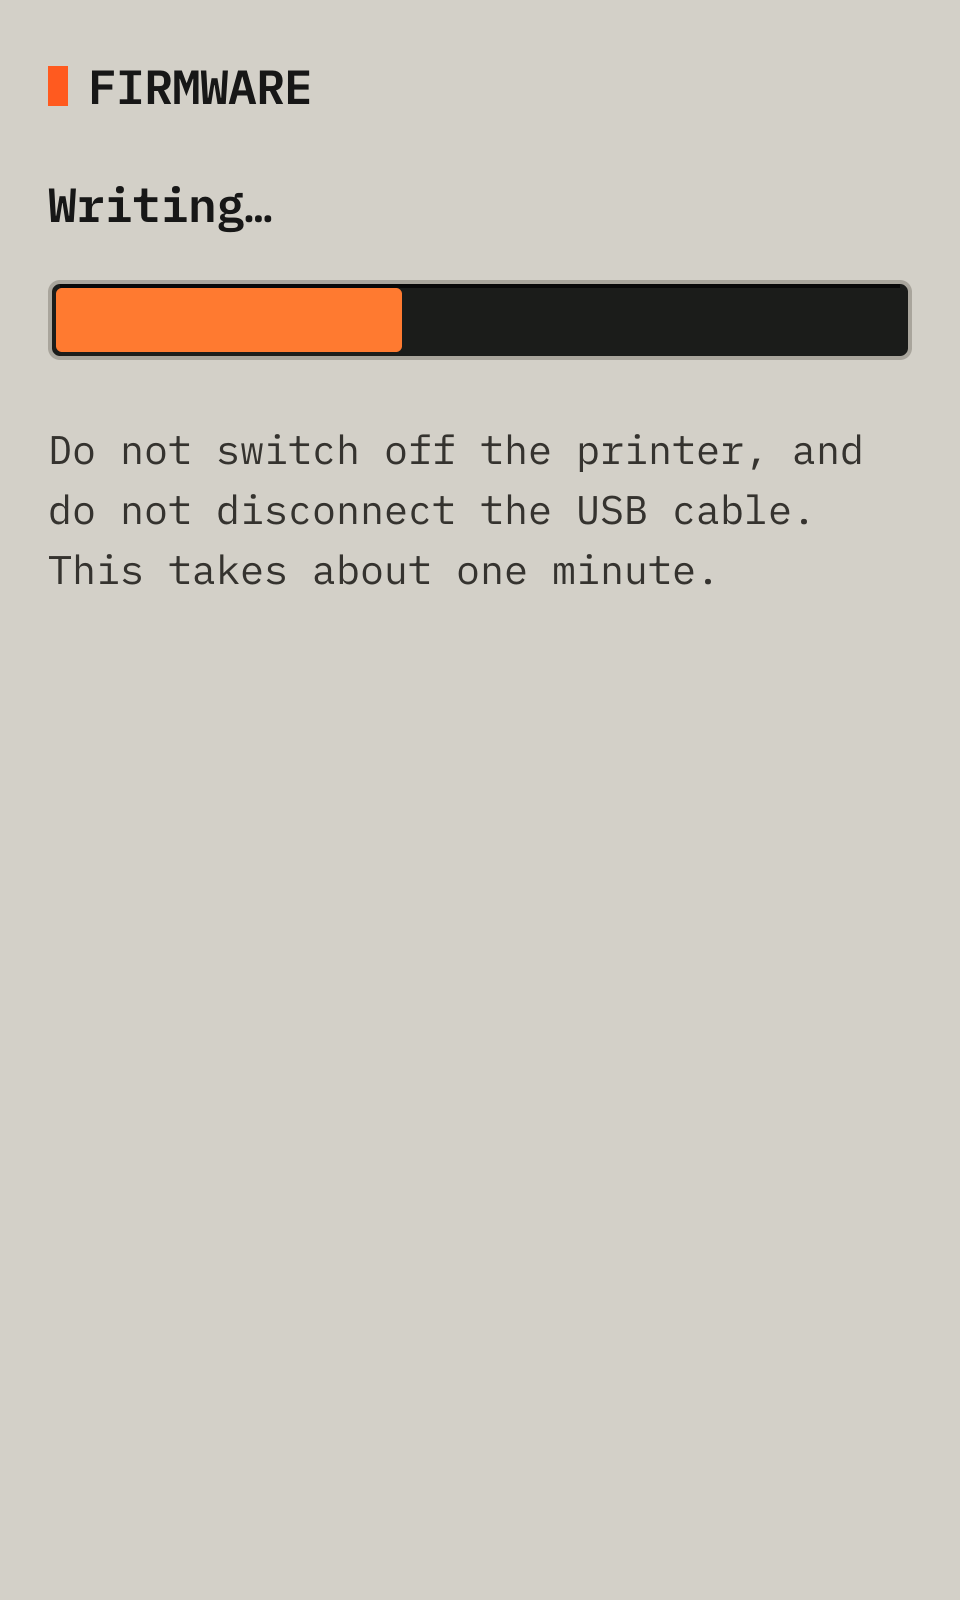 FIRMWARE
Writing…
Do not switch off the printer, and
do not disconnect the USB cable.
This takes about one minute.